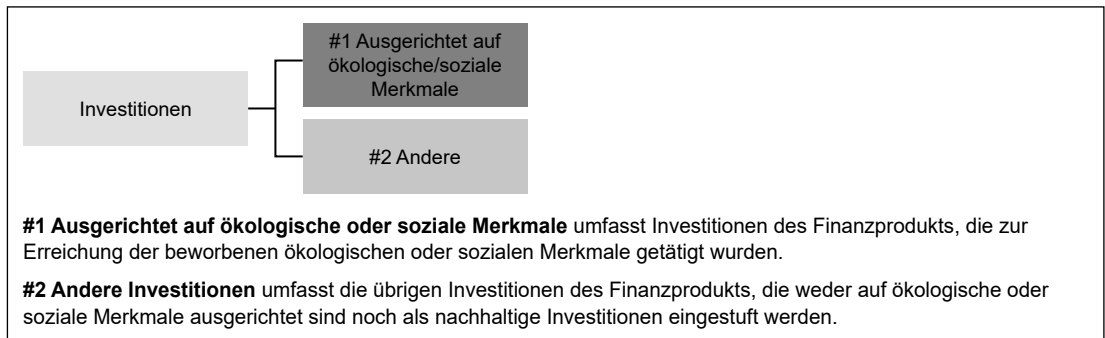 #1 Ausgerichtet auf
ökologische/soziale
Merkmale
Investitionen
#2 Andere
#1 Ausgerichtet auf ökologische oder soziale Merkmale umfasst Investitionen des Finanzprodukts, die zur
Erreichung der beworbenen ökologischen oder sozialen Merkmale getätigt wurden.
#2 Andere Investitionen umfasst die übrigen Investitionen des Finanzprodukts, die weder auf ökologische oder
soziale Merkmale ausgerichtet sind noch als nachhaltige Investitionen eingestuft werden.